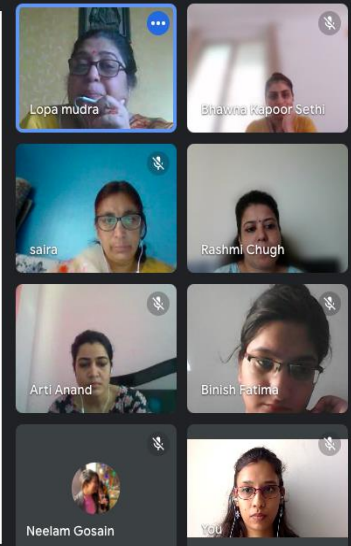 Lopa mudra
Bhawna Kapoor Sethi
saira
Rashmi Chugh
Arti Anand
Binish Fatima
Neelam Gosain
You